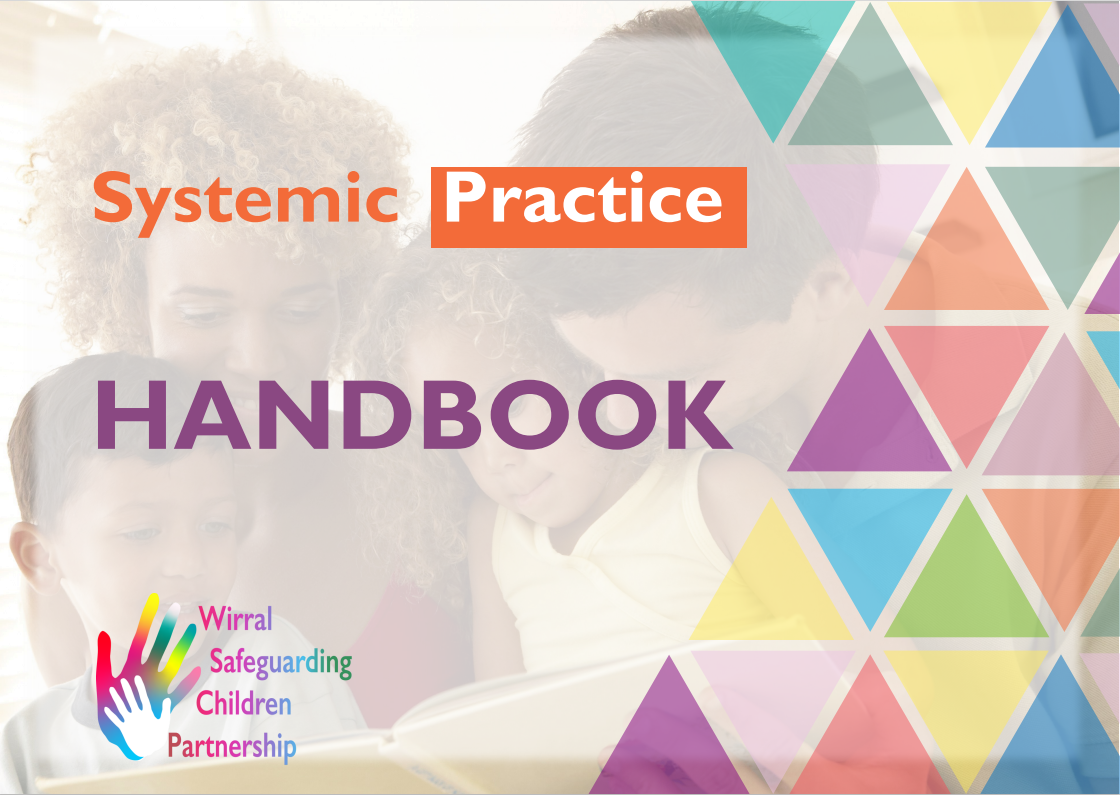 Systemic Practice
HANDBOOK
Wirral
Safeguarding
Children
Partnership